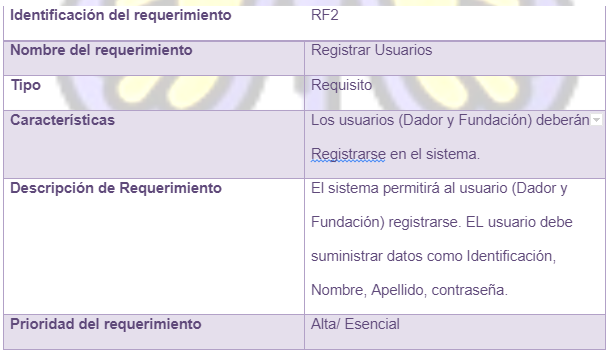 Identificación del requerimiento RF2
Nombre del requerimiento Registrar Usuarios
Tipo Requisito
Características Los usuarios (Dador y Fundación) deberán
Registrarse en el sistema.
Descripción de Requerimiento El sistema permitirá al usuario (Dador y
Fundación) registrarse. EL usuario debe
suministrar datos como Identificación,
Nombre, Apellido, contraseña.
Prioridad del requerimiento Alta/ Esencial